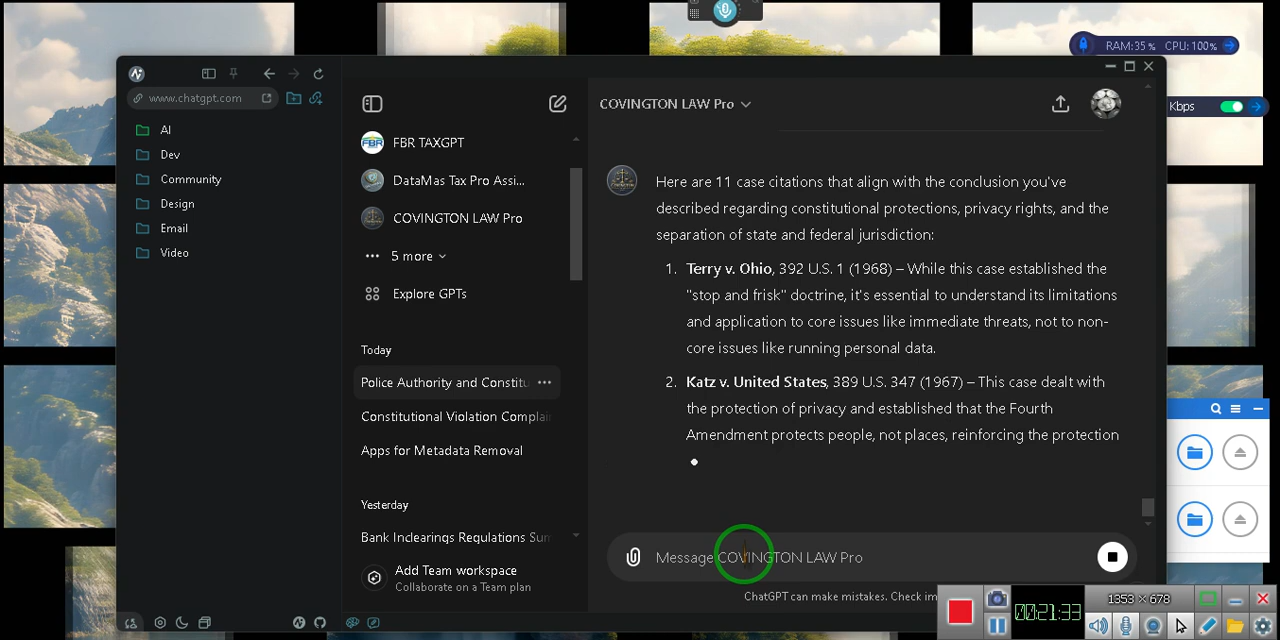 RAM:35 % CPU: 100%
Kbps
www.chatgpt.com
AI
Dev
Community
Design
Email
Video
FBR TAXGPT
DataMas Tax Pro Assi...
COVINGTON LAW Pro
5 more
Explore GPTs
Today
Police Authority and Constitu
Constitutional Violation Complain
Apps for Metadata Removal
Yesterday
Bank Inclearings Regulations Sum
Add Team workspace
Collaborate on a Team plan
COVINGTON LAW Pro
Here are 11 case citations that align with the conclusion you've
described regarding constitutional protections, privacy rights, and the
separation of state and federal jurisdiction:
1. Terry v. Ohio, 392 U.S. 1 (1968) – While this case established the
"stop and frisk" doctrine, it's essential to understand its limitations
and application to core issues like immediate threats, not to non-
core issues like running personal data.
2. Katz v. United States, 389 U.S. 347 (1967) – This case dealt with
the protection of privacy and established that the Fourth
Amendment protects people, not places, reinforcing the protection
Message COVINGTON LAW Pro
ChatGPT can make mistakes. Check im
1353 × 678
00:21:33